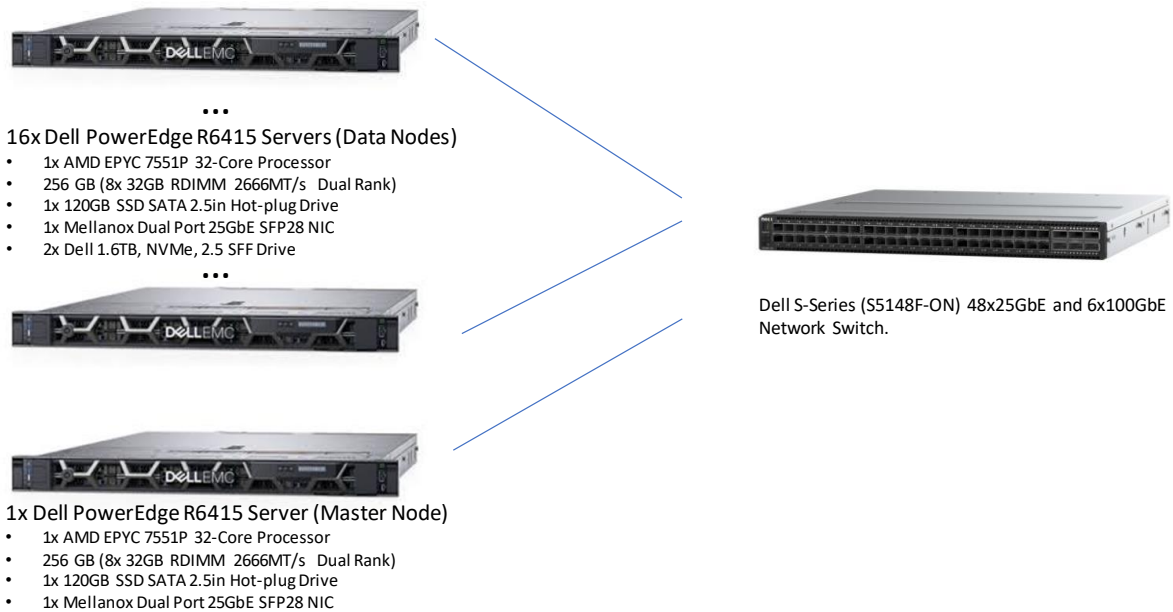 DELLEMC
...
16x Dell PowerEdge R6415 Servers (Data Nodes)
• 1x AMD EPYC 7551P 32-Core Processor
• 256 GB (8x 32GB RDIMM 2666MT/s Dual Rank)
• 1x 120GB SSD SATA 2.5in Hot-plug Drive
• 1x Mellanox Dual Port 25GbE SFP28 NIC
• 2x Dell 1.6TB, NVMe, 2.5 SFF Drive
...
DELLEMC
Dell S-Series (S5148F-ON) 48x25GbE and 6x100GbE
Network Switch.
DELLEMC
1x Dell PowerEdge R6415 Server (Master Node)
• 1x AMD EPYC 7551P 32-Core Processor
• 256 GB (8x 32GB RDIMM 2666MT/s Dual Rank)
• 1x 120GB SSD SATA 2.5in Hot-plug Drive
• 1x Mellanox Dual Port 25GbE SFP28 NIC